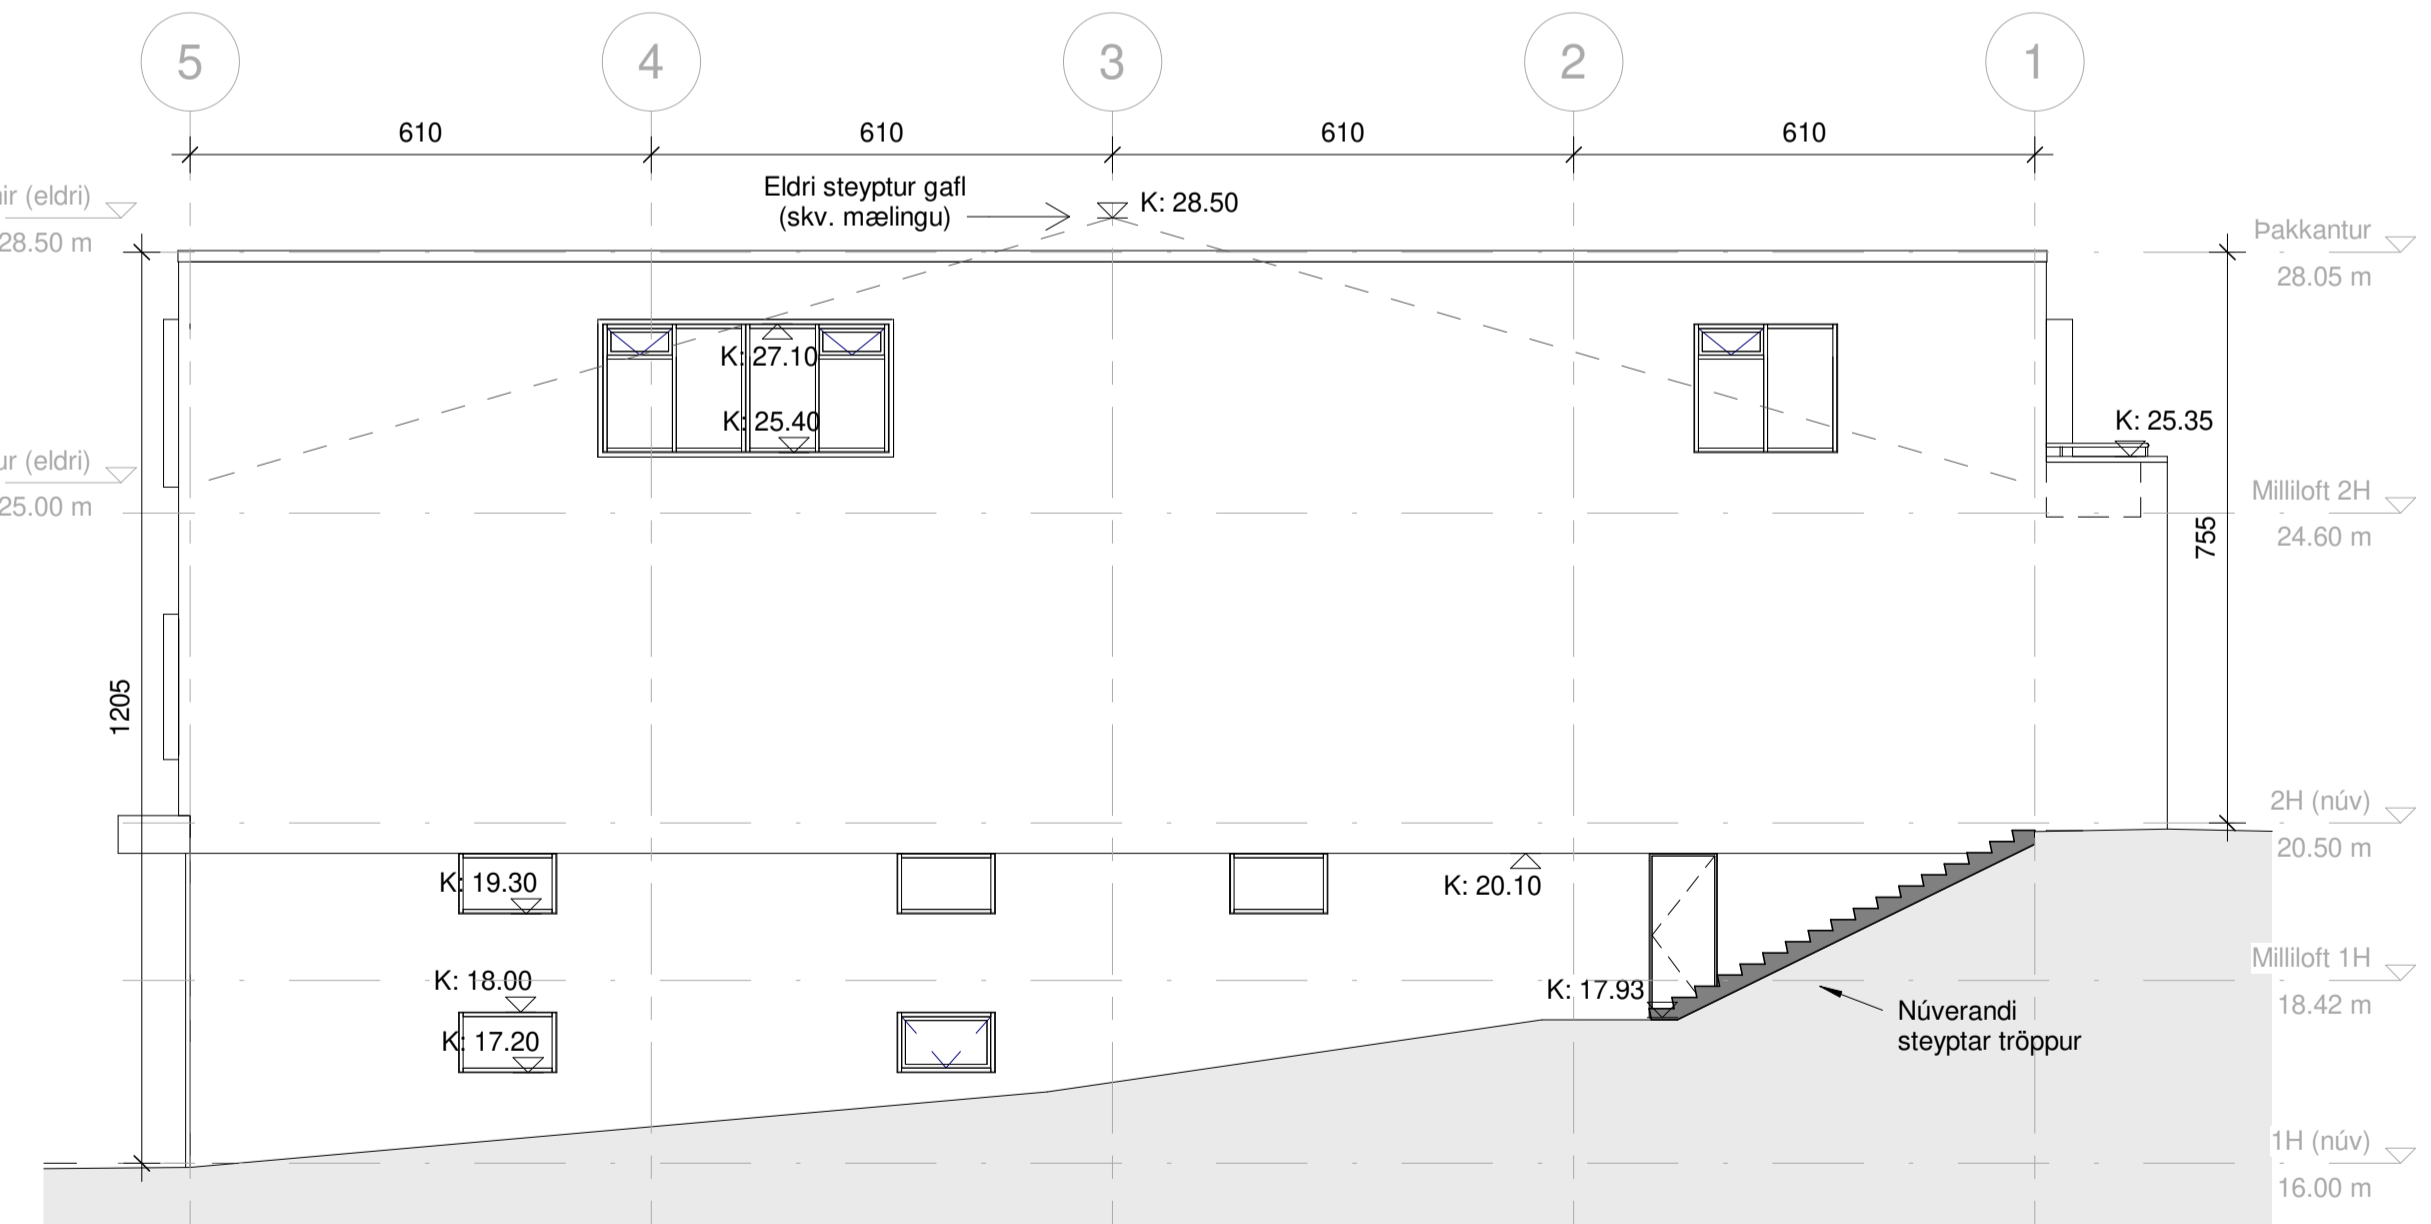 5 4 3 2 1
610 610 610 610
Eldri steyptur gafl
(skv. mælingu)
K: 28.50
(eldri)
28.50 m
Þakkantur
28.05 m
K: 27.10
K: 25.40
K: 25.35
(eldri)
25.00 m
Milliloft 2H
24.60 m
755
1205
2H (núv)
20.50 m
K: 19.30
K: 20.10
Milliloft 1H
18.42 m
K: 18.00
K: 17.93
K: 17.20
Núverandi
steyptar tröppur
1H (núv)
16.00 m